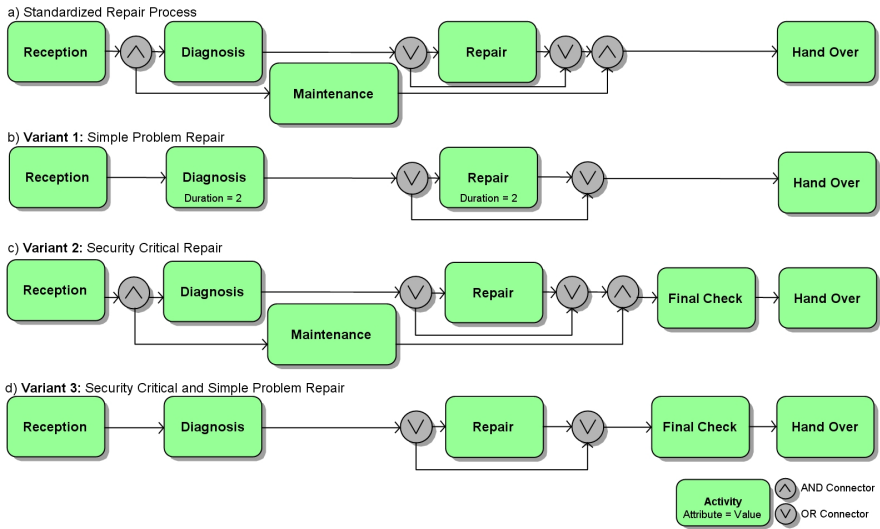 a) Standardized Repair Process
Reception
Diagnosis
Repair
Hand Over
Maintenance
b) Variant 1: Simple Problem Repair
Reception
Diagnosis
Duration = 2
Repair
Duration = 2
Hand Over
c) Variant 2: Security Critical Repair
Reception
Diagnosis
Repair
Final Check
Hand Over
Maintenance
d) Variant 3: Security Critical and Simple Problem Repair
Reception
Diagnosis
Repair
Final Check
Hand Over
Activity
Attribute = Value
AND Connector
OR Connector